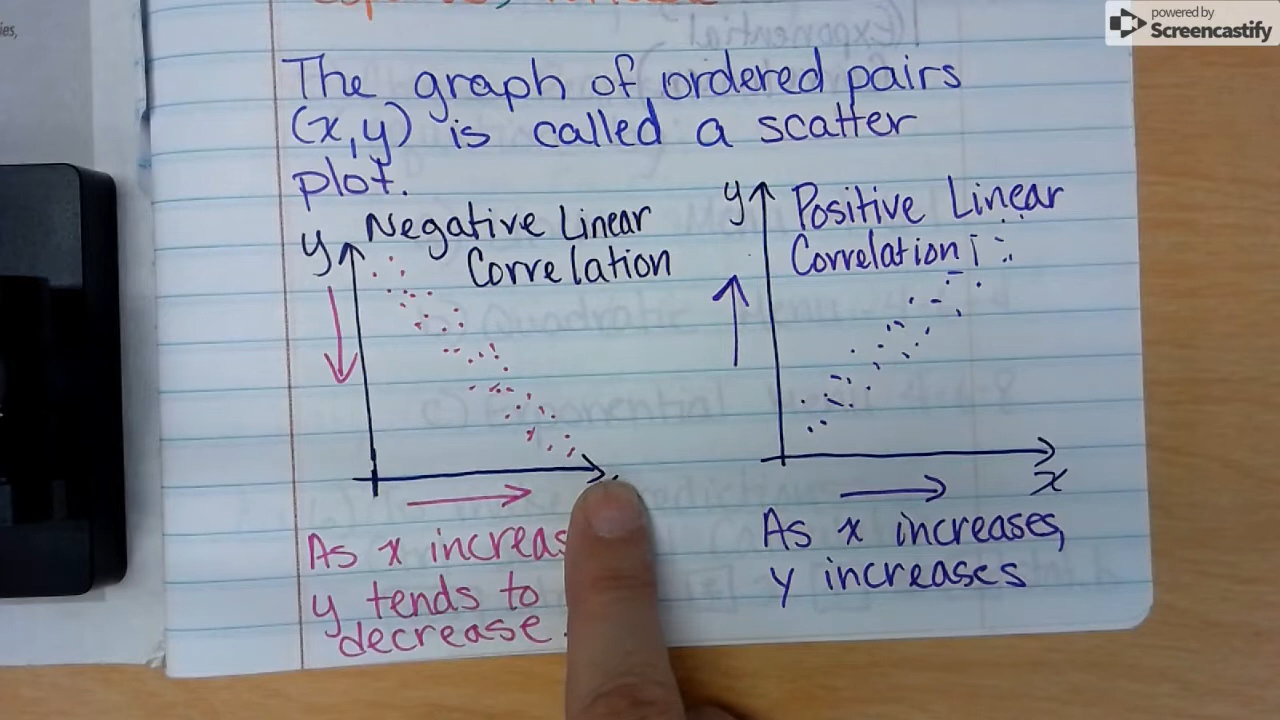 ies,
powered by
Screencastify
The graph of ordered pairs
(x,y) is called a scatter
plot.
y
Negative Linear
Correlation
As x increas
y tends to
decrease.
y
Positive Linear
Correlation
x
As x increases,
y increases